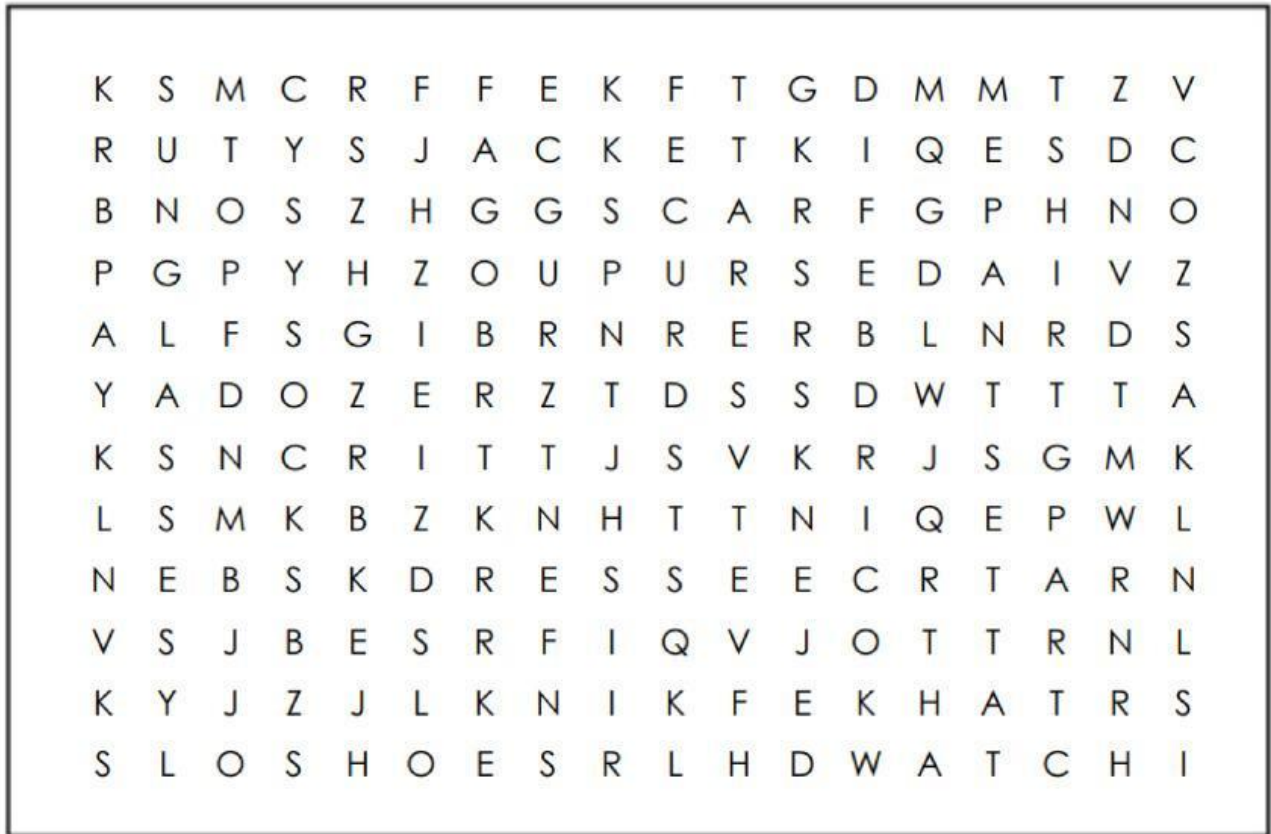 K S M C R F F E K F T G D M M T Z V
R U T Y S J A C K E T K I Q E S D C
B N O S Z H G G S C A R F G P H N O
P G P Y H Z O U P U R S E D A I V Z
A L F S G I B R N R E R B L N R D S
Y A D O Z E R Z T D S S D W T T T A
K S N C R I T T J S V K R J S G M K
L S M K B Z K N H T T N I Q E P W L
N E B S K D R E S S E E C R T A R N
V S J B E S R F I Q V J O T T R N L
K Y J Z J L K N I K F E K H A T R S
S L O S H O E S R L H D W A T C H I